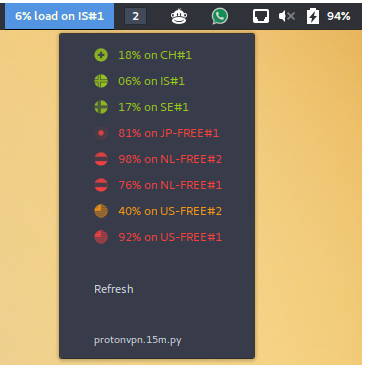 6% load on IS#1
2
94%
18% on CH#1
06% on IS#1
17% on SE#1
81% on JP-FREE#1
98% on NL-FREE#2
76% on NL-FREE#1
40% on US-FREE#2
92% on US-FREE#1
Refresh
protonvpn.15m.py